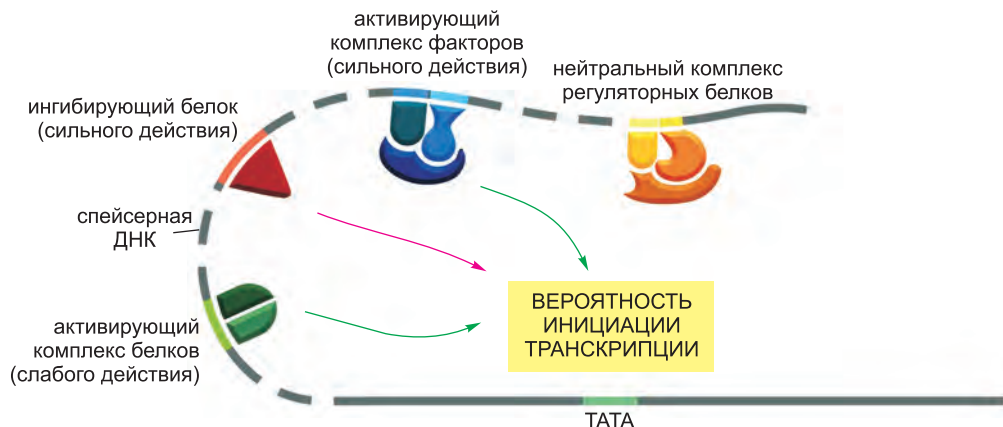 активирующий
комплекс факторов
(сильного действия)
нейтральный комплекс
регуляторных белков
ингибирующий белок
(сильного действия)
спейсерная
ДНК
ВЕРОЯТНОСТЬ
ИНИЦИАЦИИ
ТРАНСКРИПЦИИ
активирующий
комплекс белков
(слабого действия)
ТАТА